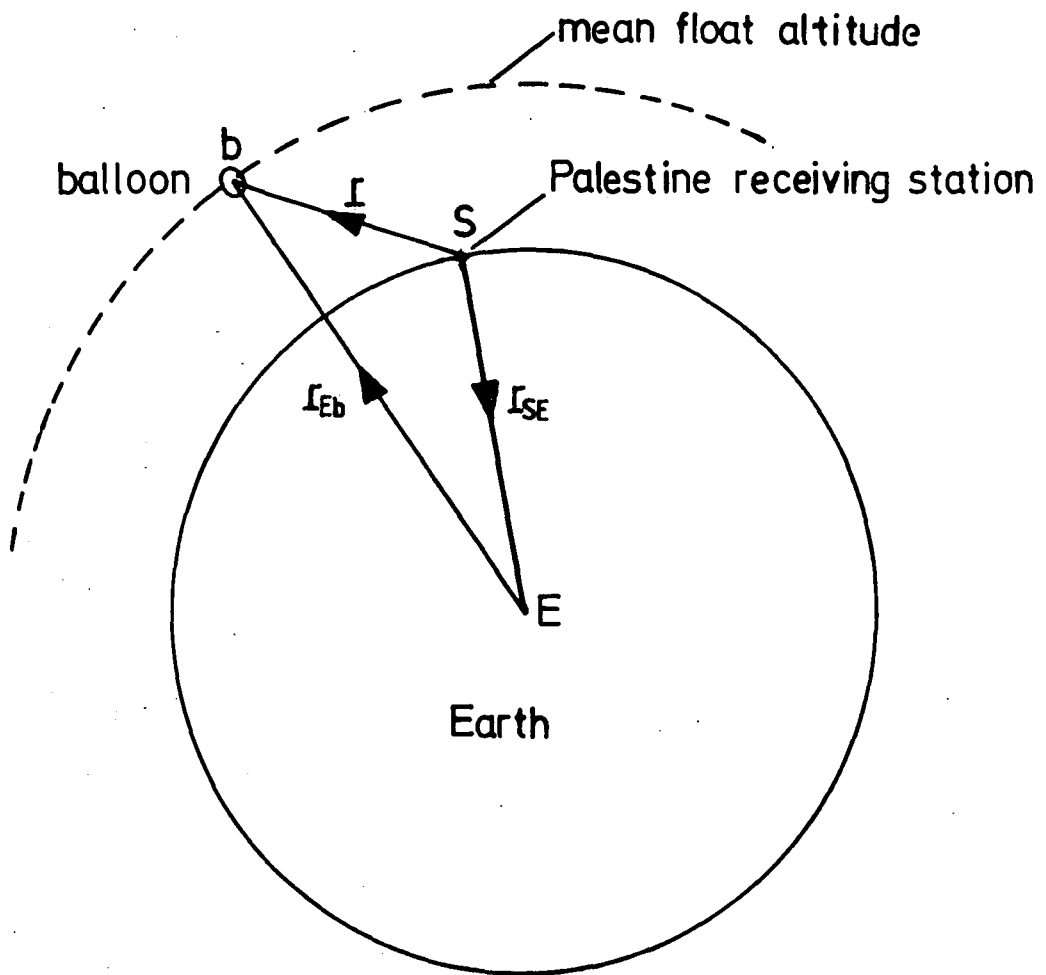 mean float altitude
b
balloon
r
S
Palestine receiving station
r_Eb
r_SE
E
Earth